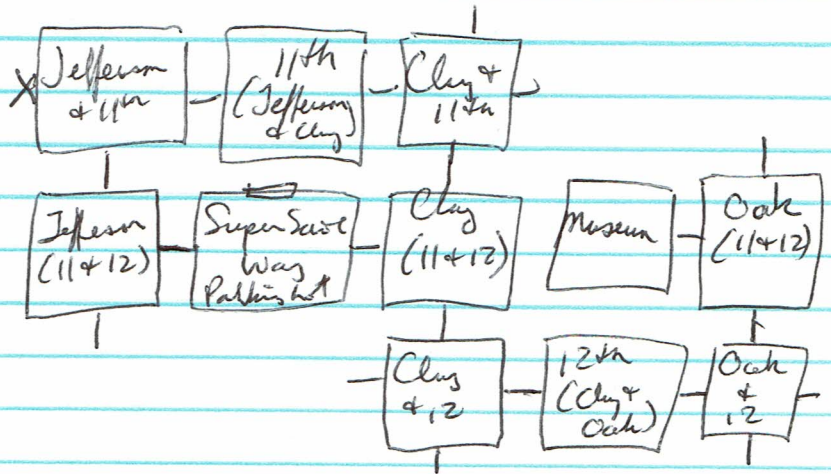 X Jefferson
& 11th
11th
(Jefferson
& Clay)
Clay &
11th
Jefferson
(11 & 12)
SuperSave
Way
Parking Lot
Clay
(11 & 12)
Museum
Oak
(11 & 12)
Clay
& 12
12th
(Clay &
Oak)
Oak
&
12